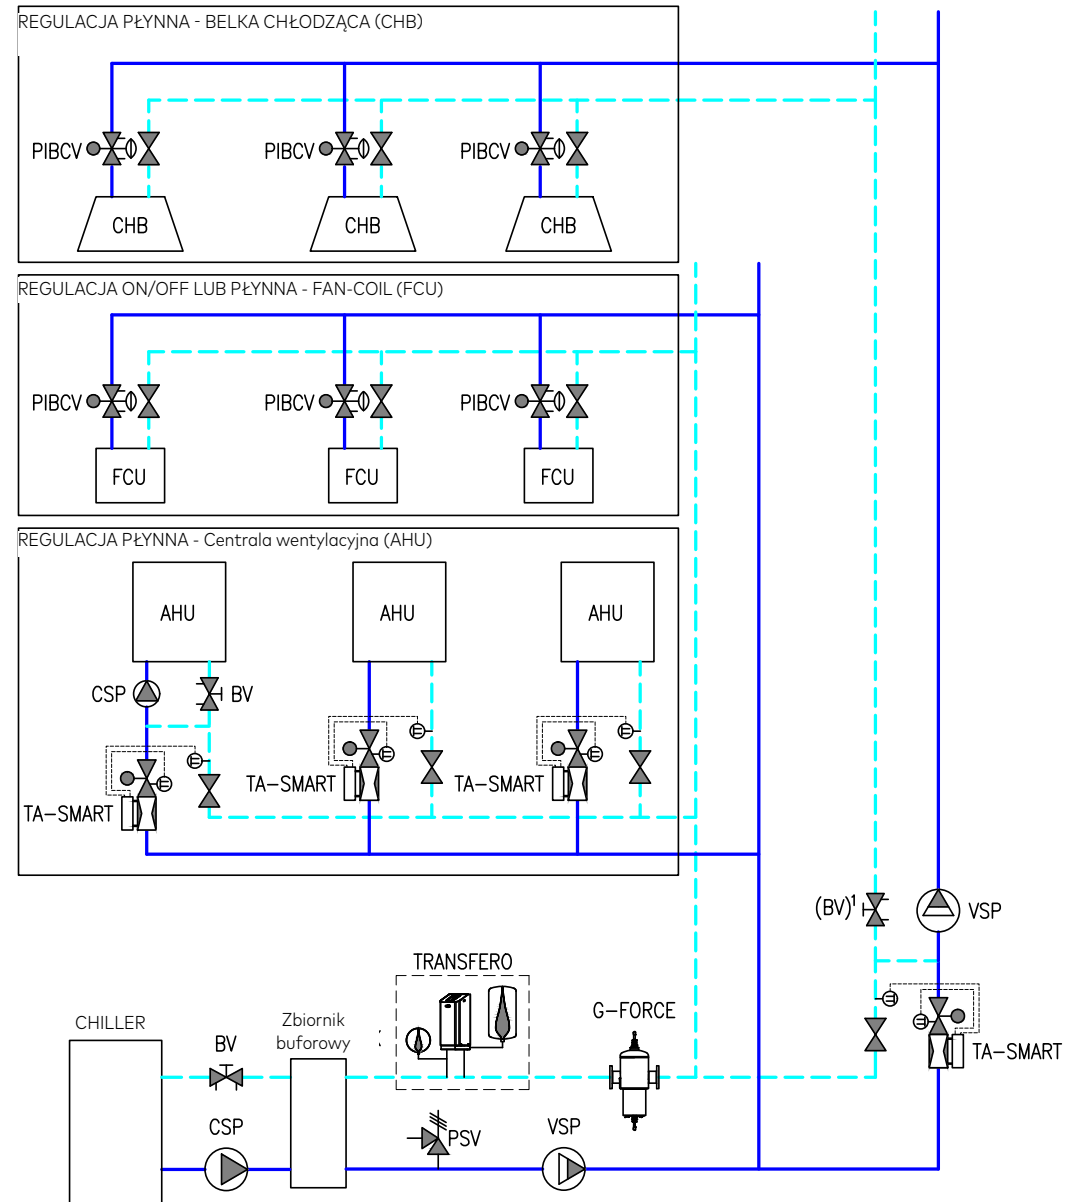 REGULACJA PŁYNNA - BELKA CHŁODZĄCA (CHB)
PIBCV
PIBCV
PIBCV
CHB
CHB
CHB
REGULACJA ON/OFF LUB PŁYNNA - FAN-COIL (FCU)
PIBCV
PIBCV
PIBCV
FCU
FCU
FCU
REGULACJA PŁYNNA - Centrala wentylacyjna (AHU)
AHU
AHU
AHU
CSP
BV
TA-SMART
TA-SMART
TA-SMART
(BV)¹
VSP
TRANSFERO
G-FORCE
CHILLER
Zbiornik
buforowy
BV
TA-SMART
CSP
PSV
VSP